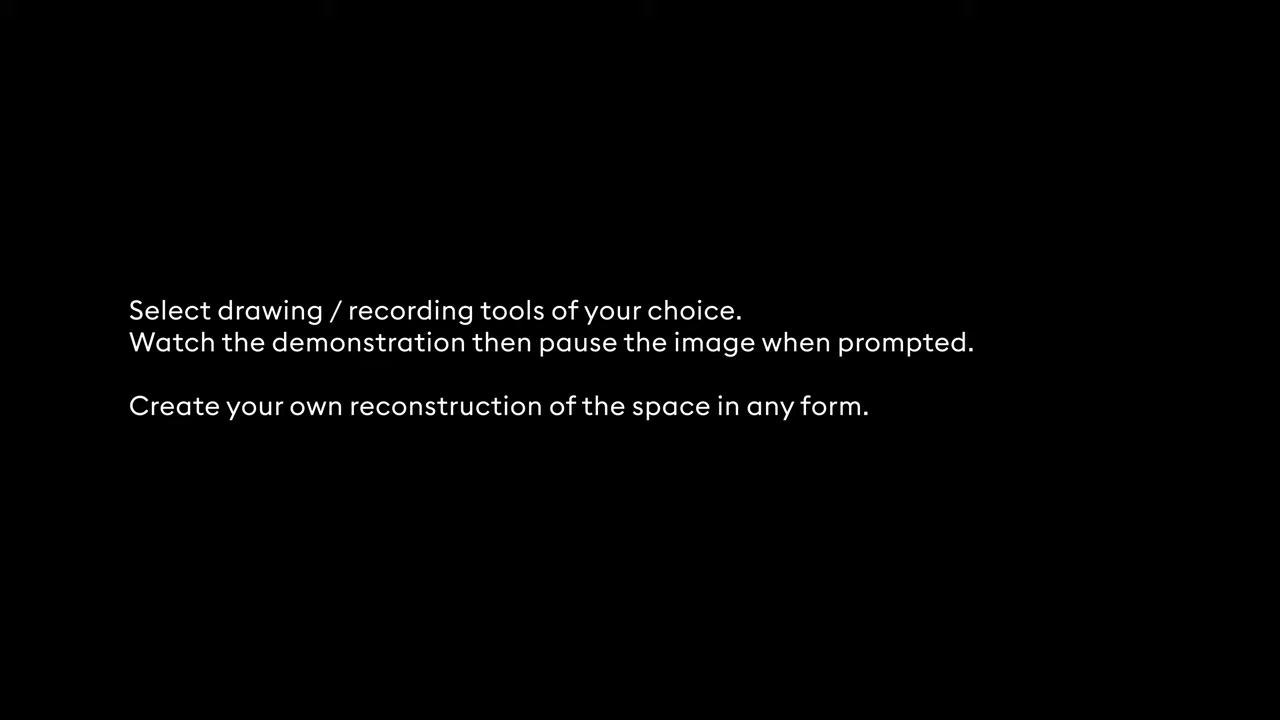 Select drawing / recording tools of your choice.
Watch the demonstration then pause the image when prompted.
Create your own reconstruction of the space in any form.